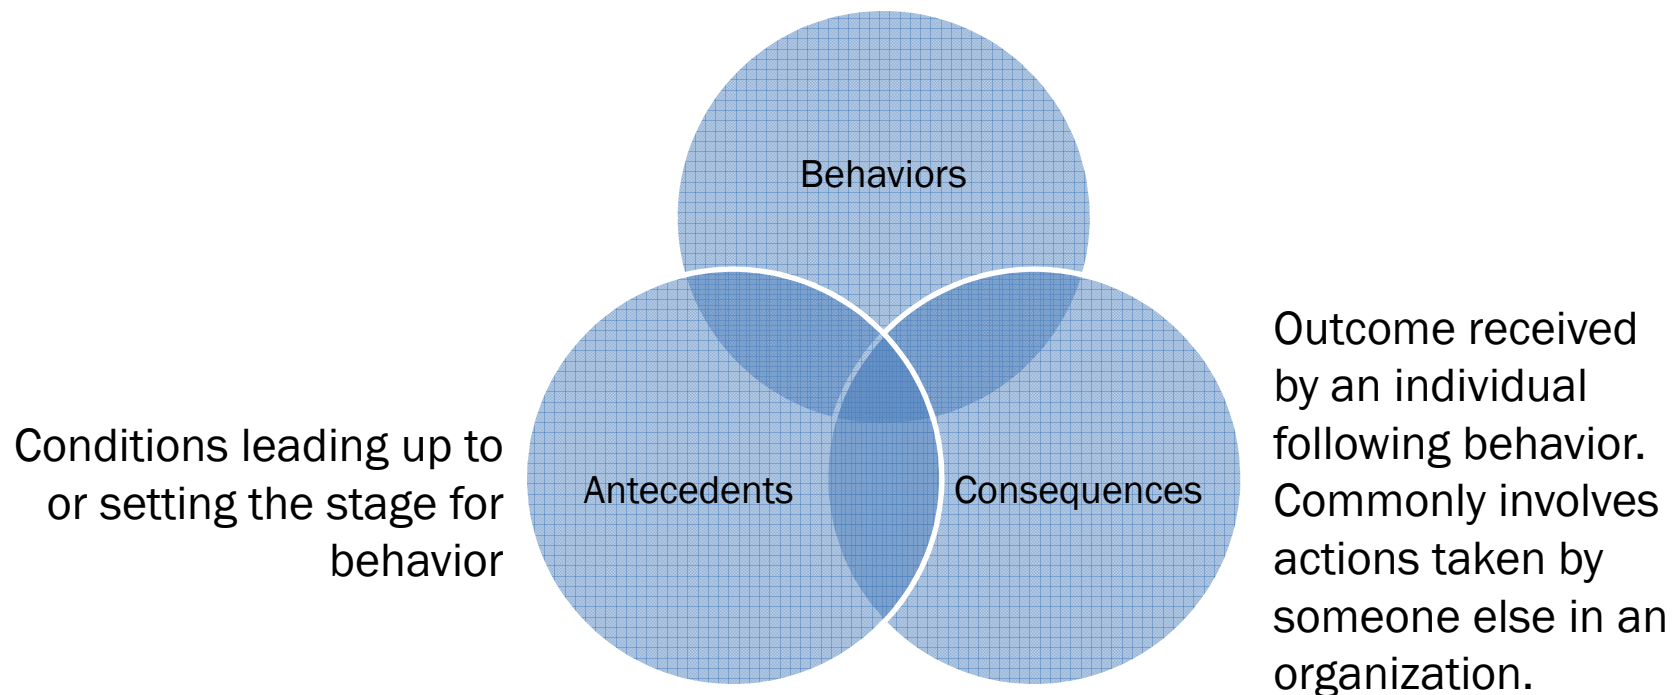 Behaviors
Conditions leading up to
or setting the stage for
behavior
Antecedents
Consequences
Outcome received
by an individual
following behavior.
Commonly involves
actions taken by
someone else in an
organization.